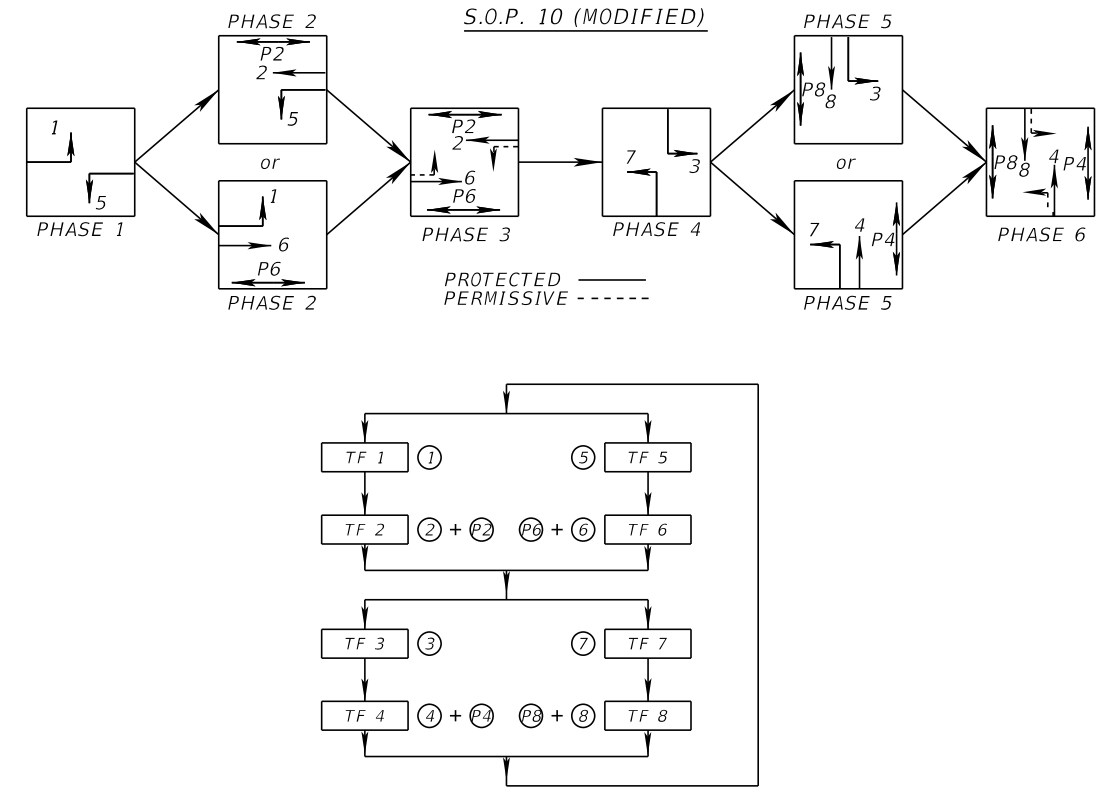 S.O.P. 10 (MODIFIED)
PHASE 2
P2
2
5
PHASE 5
P8
8
3
1
5
PHASE 1
or
1
6
P6
PHASE 2
P2
2
6
P6
PHASE 3
7
3
PHASE 4
or
7
4
P4
PHASE 5
P8
8
4
P4
PHASE 6
PROTECTED
PERMISSIVE
TF 1 1 5 TF 5
TF 2 2 + P2 P6 + 6 TF 6
TF 3 3 7 TF 7
TF 4 4 + P4 P8 + 8 TF 8